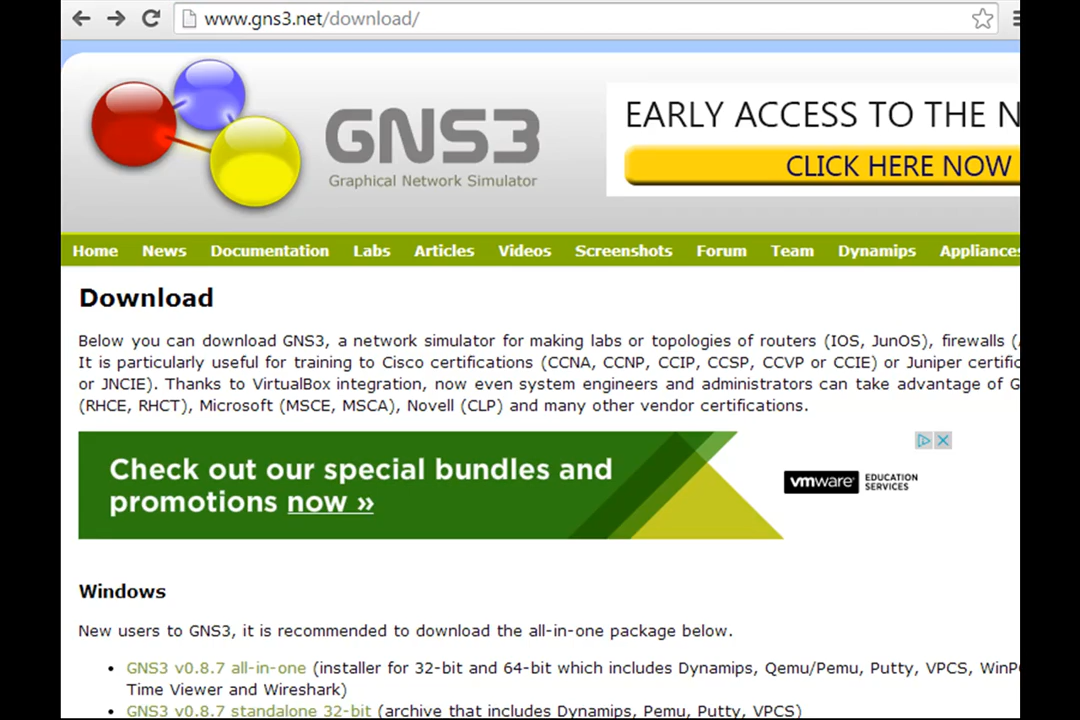 www.gns3.net/download/
EARLY ACCESS TO THE N
GNS3
CLICK HERE NOW
Graphical Network Simulator
Home News Documentation Labs Articles Videos Screenshots Forum Team Dynamips Appliances
Download
Below you can download GNS3, a network simulator for making labs or topologies of routers (IOS, JunOS), firewalls (
It is particularly useful for training to Cisco certifications (CCNA, CCNP, CCIP, CCSP, CCVP or CCIE) or Juniper certific
or JNCIE). Thanks to VirtualBox integration, now even system engineers and administrators can take advantage of G
(RHCE, RHCT), Microsoft (MSCE, MSCA), Novell (CLP) and many other vendor certifications.
Check out our special bundles and
promotions now »
vmware EDUCATION
SERVICES
Windows
New users to GNS3, it is recommended to download the all-in-one package below.
• GNS3 v0.8.7 all-in-one (installer for 32-bit and 64-bit which includes Dynamips, Qemu/Pemu, Putty, VPCS, WinPC
Time Viewer and Wireshark)
• GNS3 v0.8.7 standalone 32-bit (archive that includes Dynamips, Pemu, Putty, VPCS)